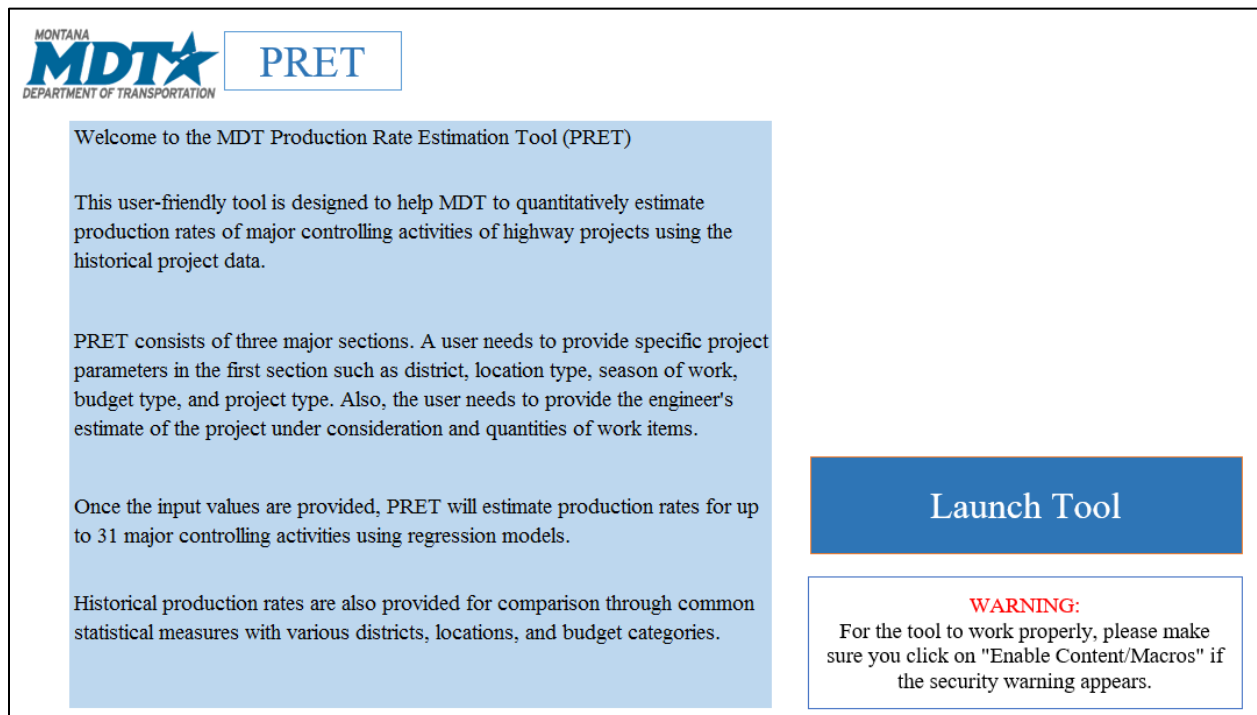 MONTANA
MDT
DEPARTMENT OF TRANSPORTATION
PRET
Welcome to the MDT Production Rate Estimation Tool (PRET)
This user-friendly tool is designed to help MDT to quantitatively estimate
production rates of major controlling activities of highway projects using the
historical project data.
PRET consists of three major sections. A user needs to provide specific project
parameters in the first section such as district, location type, season of work,
budget type, and project type. Also, the user needs to provide the engineer's
estimate of the project under consideration and quantities of work items.
Once the input values are provided, PRET will estimate production rates for up
to 31 major controlling activities using regression models.
Historical production rates are also provided for comparison through common
statistical measures with various districts, locations, and budget categories.
Launch Tool
WARNING:
For the tool to work properly, please make
sure you click on "Enable Content/Macros" if
the security warning appears.